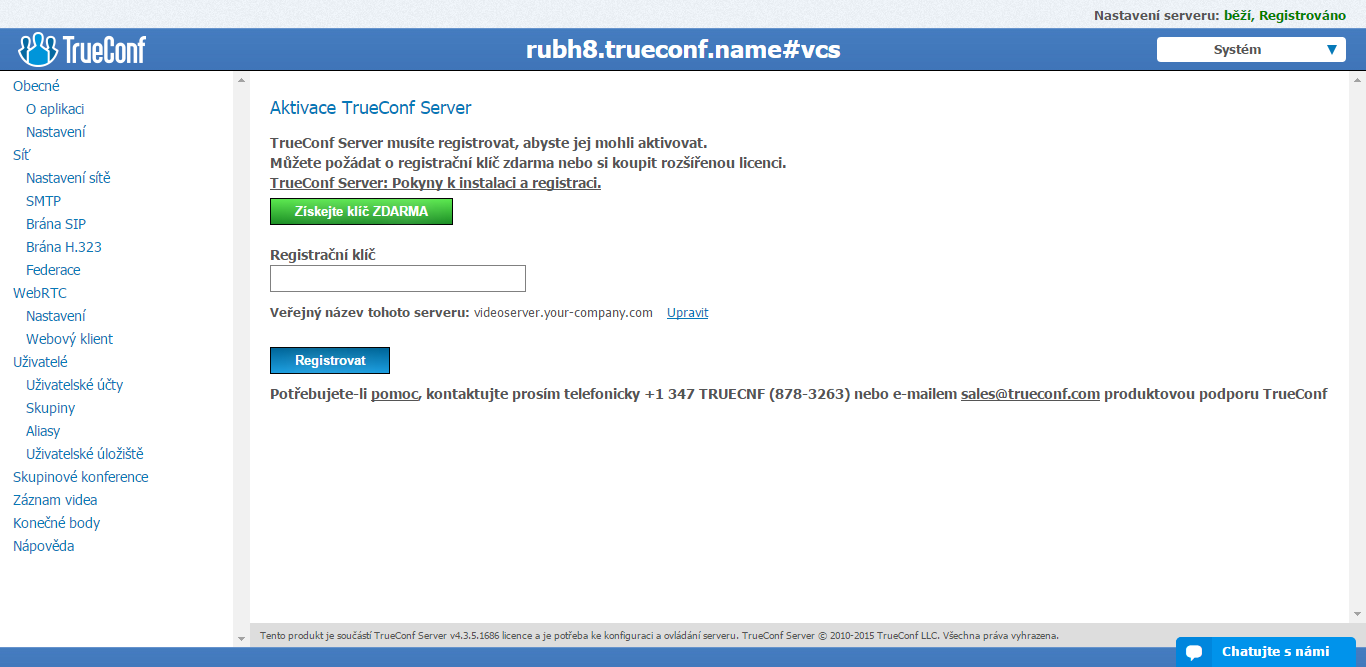 Nastavení serveru: běží, Registrováno
TrueConf
rubh8.trueconf.name#vcs
Systém
Obecné
O aplikaci
Nastavení
Síť
Nastavení sítě
SMTP
Brána SIP
Brána H.323
Federace
WebRTC
Nastavení
Webový klient
Uživatelé
Uživatelské účty
Skupiny
Aliasy
Uživatelské úložiště
Skupinové konference
Záznam videa
Konečné body
Nápověda
Aktivace TrueConf Server
TrueConf Server musíte registrovat, abyste jej mohli aktivovat.
Můžete požádat o registrační klíč zdarma nebo si koupit rozšířenou licenci.
TrueConf Server: Pokyny k instalaci a registraci.
Získejte klíč ZDARMA
Registrační klíč
Veřejný název tohoto serveru: videoserver.your-company.com Upravit
Registrovat
Potřebujete-li pomoc, kontaktujte prosím telefonicky +1 347 TRUECNF (878-3263) nebo e-mailem sales@trueconf.com produktovou podporu TrueConf
Tento produkt je součástí TrueConf Server v4.3.5.1686 licence a je potřeba ke konfiguraci a ovládání serveru. TrueConf Server © 2010-2015 TrueConf LLC. Všechna práva vyhrazena.
Chatujte s námi